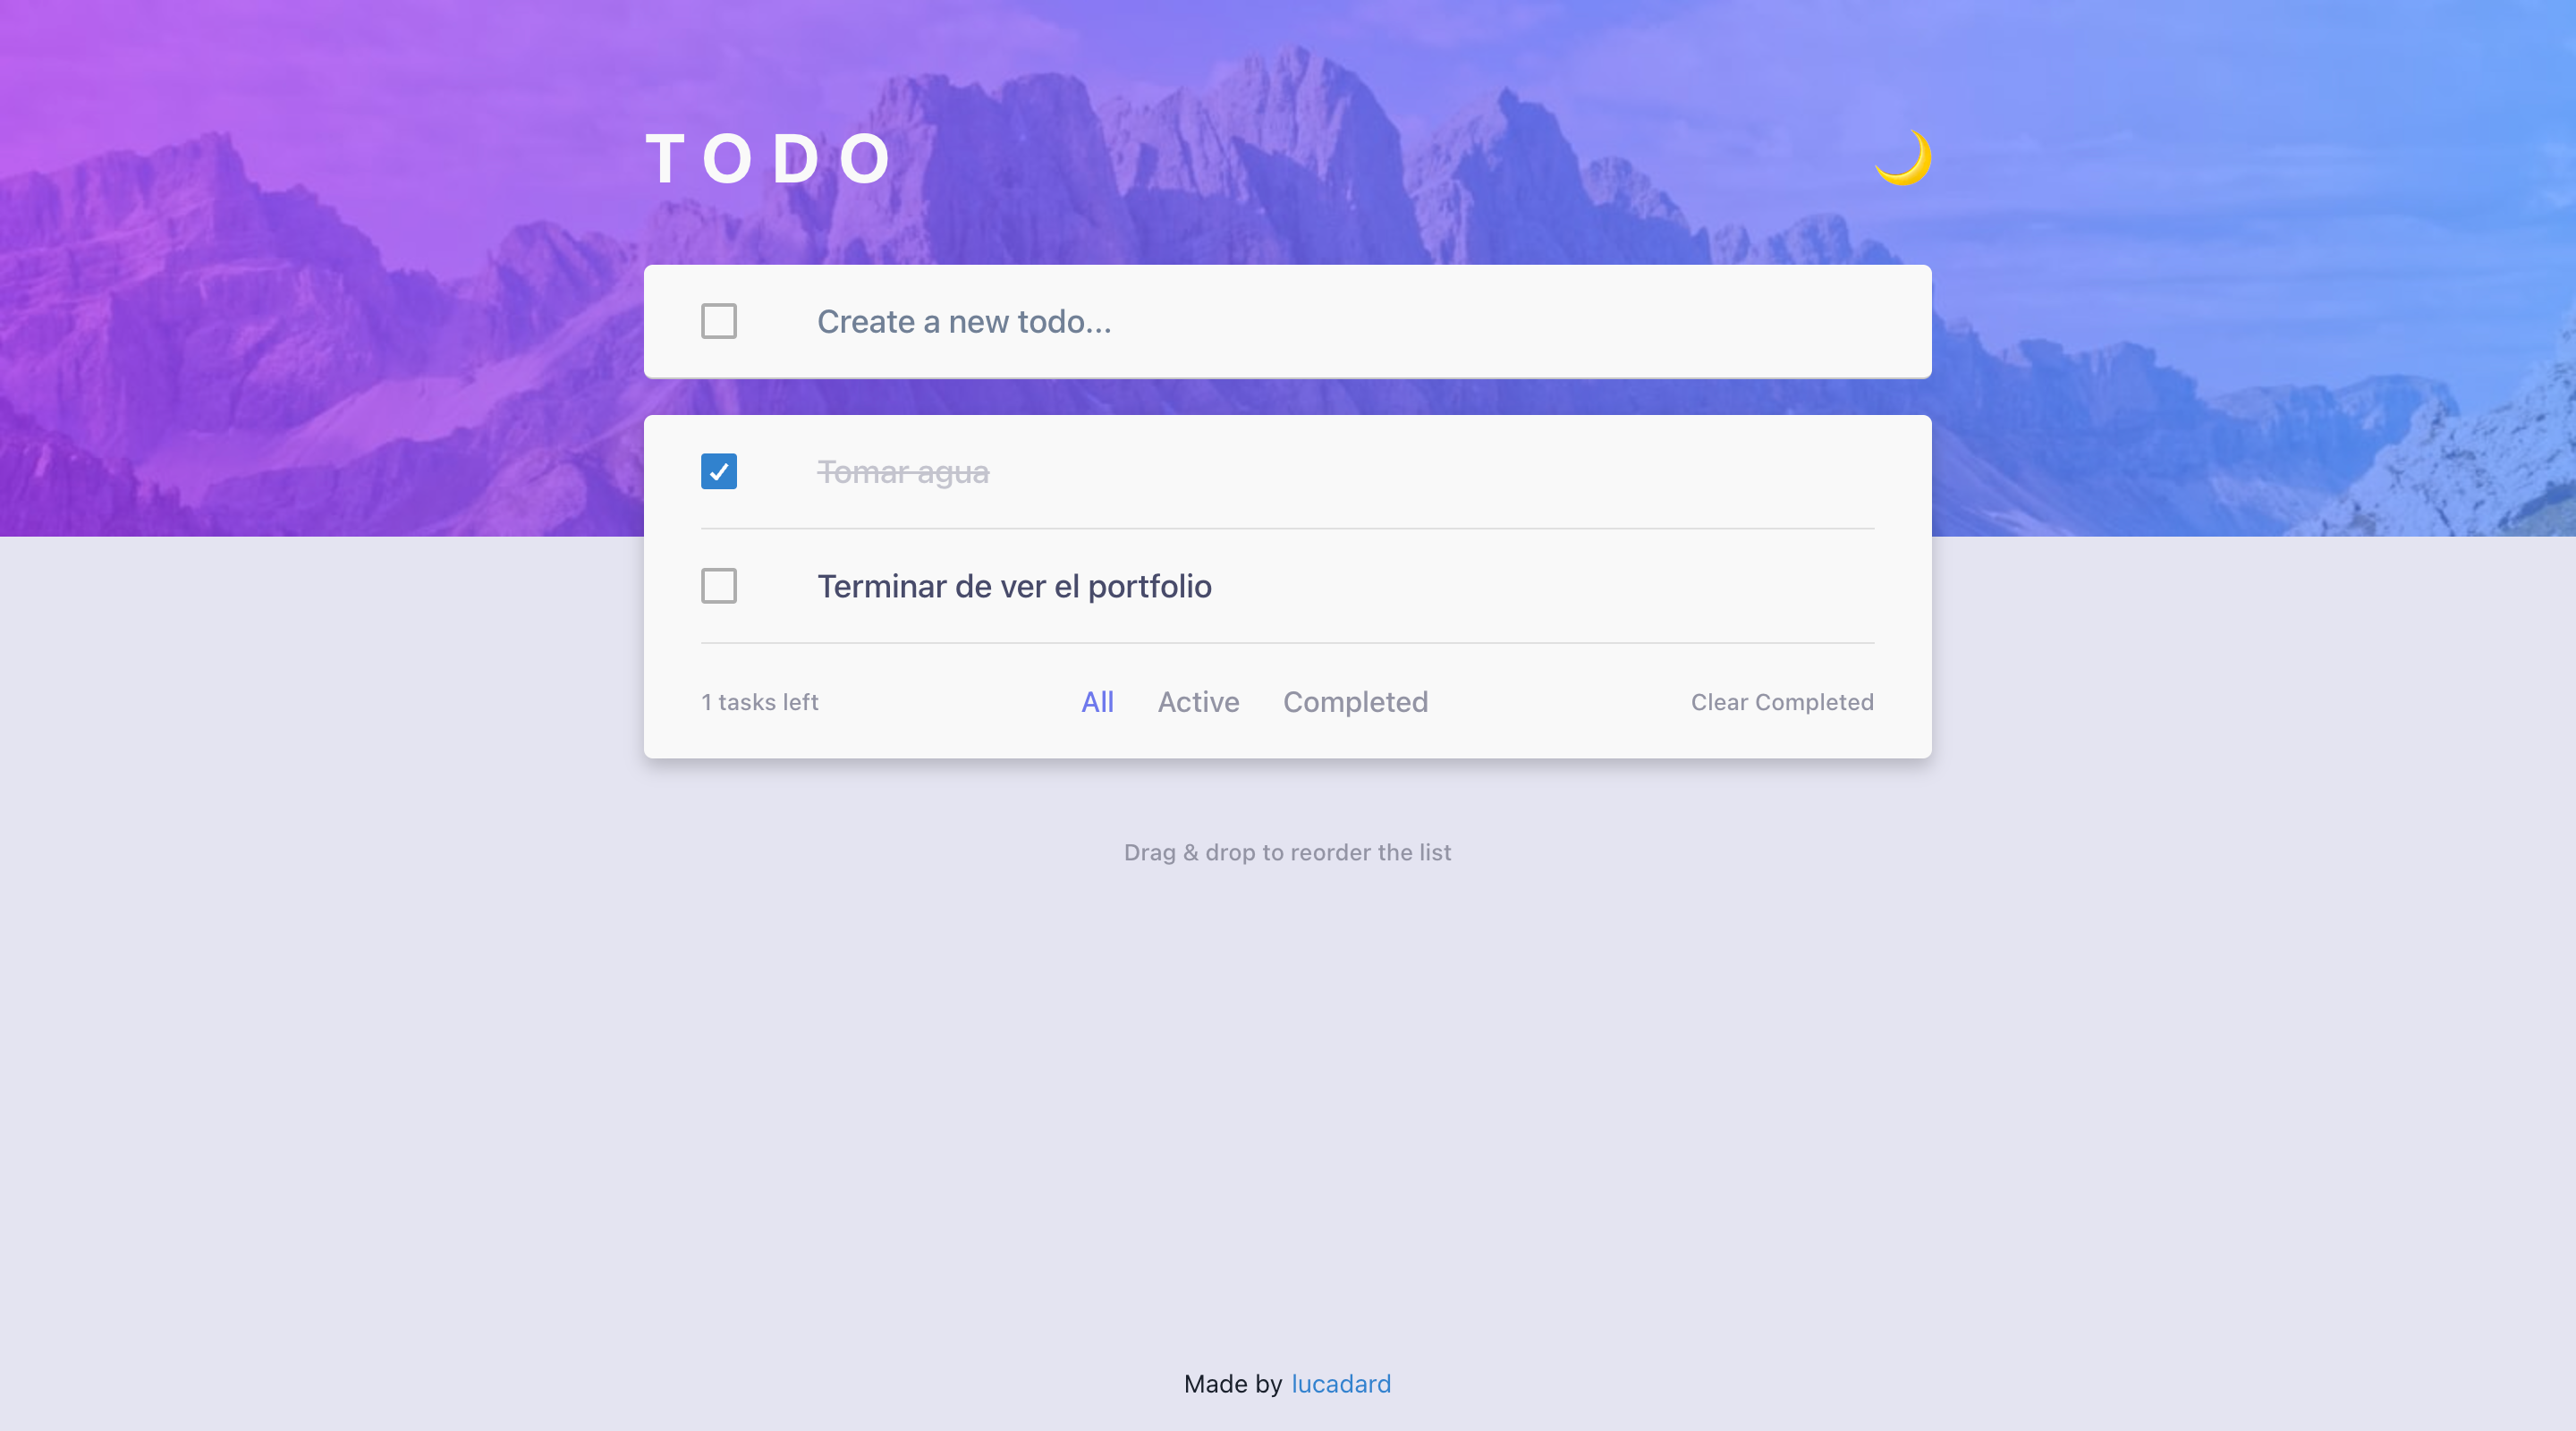 TODO
Create a new todo...
Tomar agua
Terminar de ver el portfolio
1 tasks left
All
Active
Completed
Clear Completed
Drag & drop to reorder the list
Made by lucadard